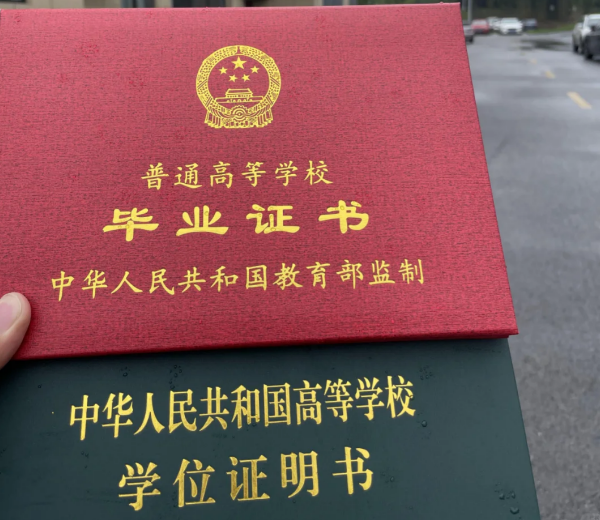 普通高等学校
毕业证书
中华人民共和国教育部监制
中华人民共和国高等学校
学位证明书